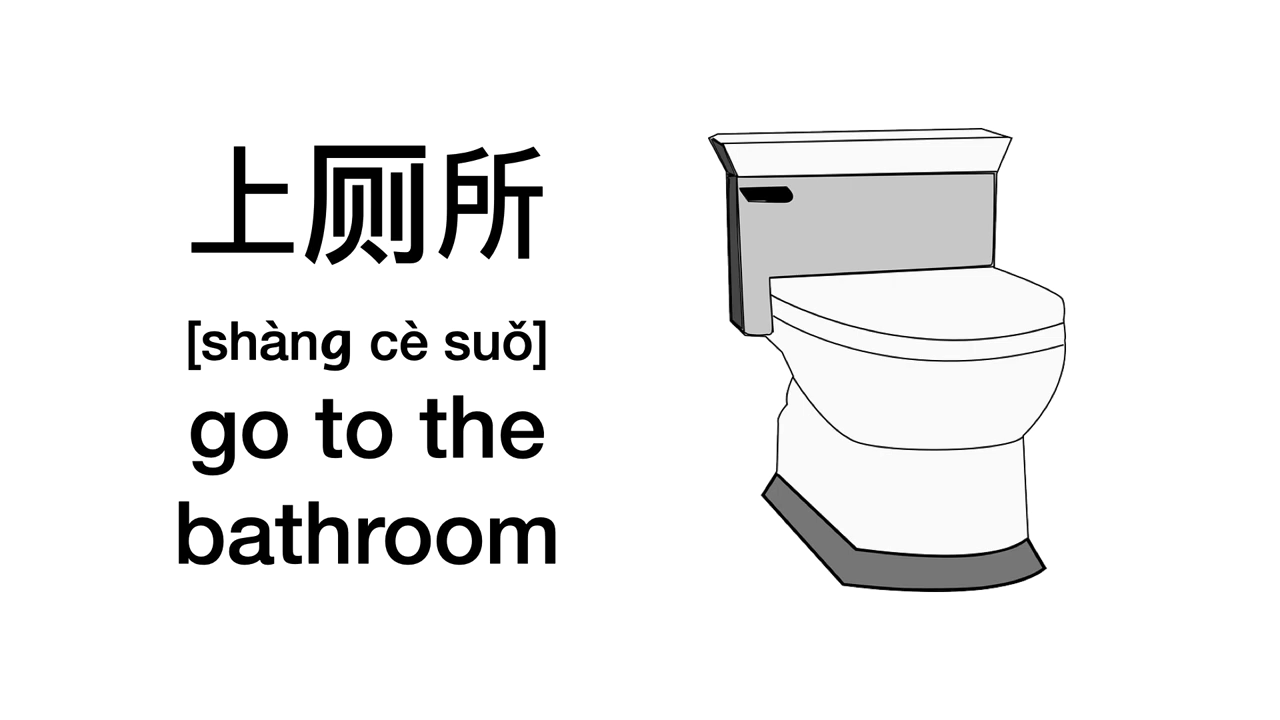 上厕所
[shàng cè suǒ]
go to the
bathroom